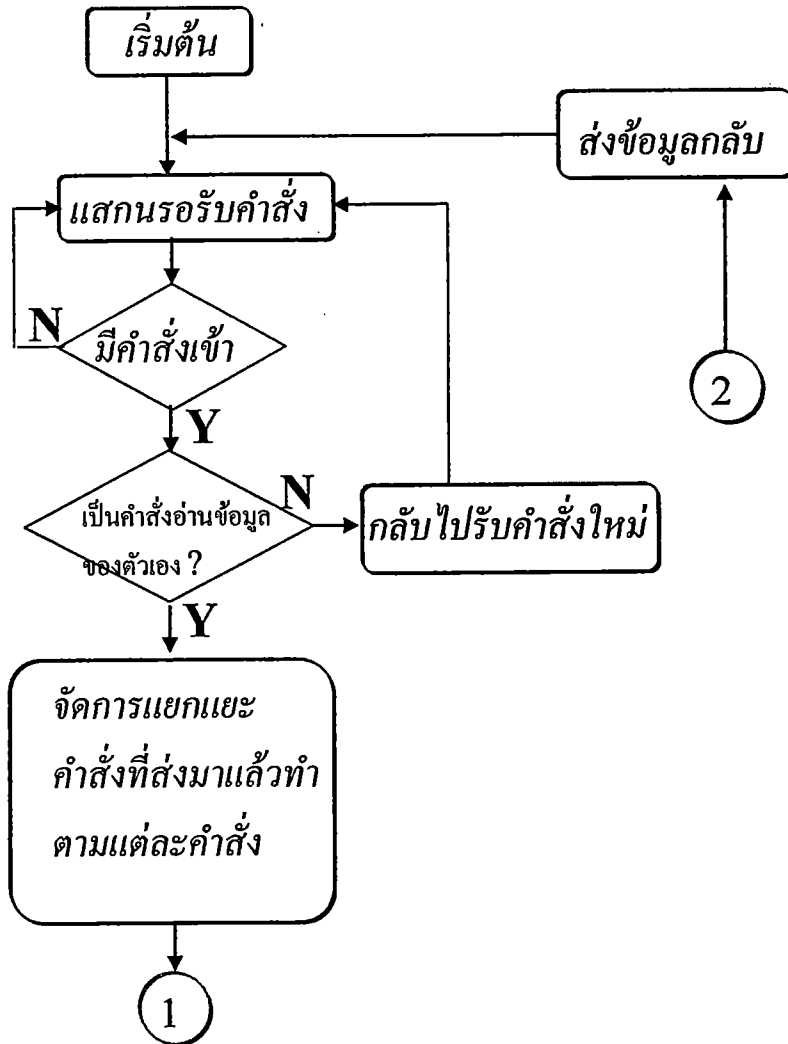 เริ่มต้น
ส่งข้อมูลกลับ
แสกนรอรับคำสั่ง
N
มีคำสั่งเข้า
2
Y
เป็นคำสั่งอ่านข้อมูล
ของตัวเอง ?
N
กลับไปรับคำสั่งใหม่
Y
จัดการแยกแยะ
คำสั่งที่ส่งมาแล้วทำ
ตามแต่ละคำสั่ง
1